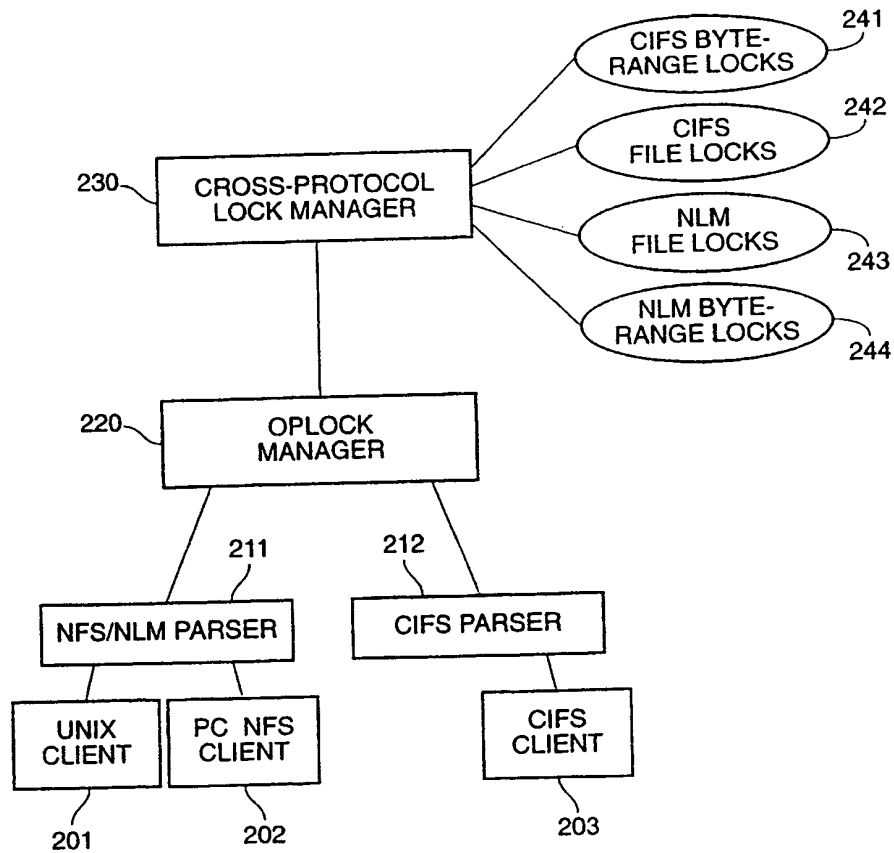 241
CIFS BYTE-
RANGE LOCKS
242
CIFS
FILE LOCKS
230
CROSS-PROTOCOL
LOCK MANAGER
NLM
FILE LOCKS
243
NLM BYTE-
RANGE LOCKS
244
220
OPLOCK
MANAGER
211
212
NFS/NLM PARSER
CIFS PARSER
UNIX
CLIENT
PC NFS
CLIENT
CIFS
CLIENT
201
202
203